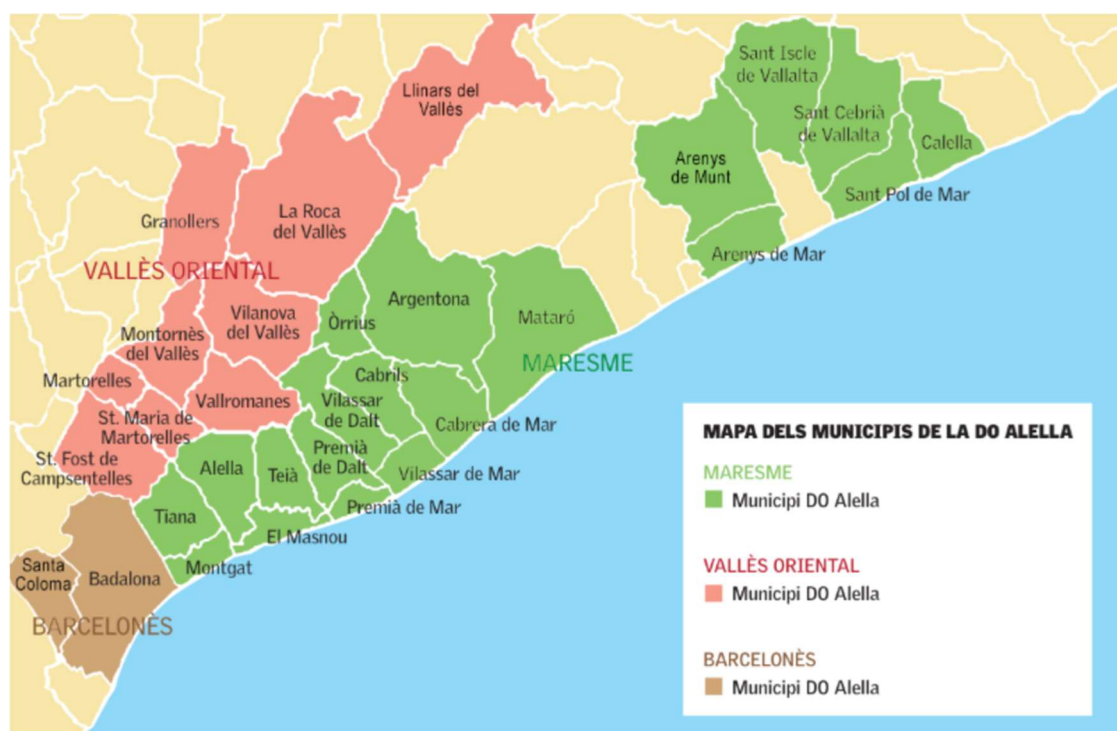 Sant Iscle
de Vallalta
Llinars del
Vallès
Sant Cebrià
de Vallalta
Calella
Arenys
de Munt
Sant Pol de Mar
Granollers
La Roca
del Vallès
Arenys de Mar
VALLÈS ORIENTAL
Argentona
Vilanova
del Vallès
Òrrius
Mataró
Montornès
del Vallès
MARESME
Martorelles
Cabrils
Vallromanes
Vilassar
de Dalt
St. Maria de
Martorelles
Cabrera de Mar
St. Fost de
Campsentelles
Alella
Teià
Premià
de Dalt
Vilassar de Mar
Tiana
Premià de Mar
El Masnou
Montgat
Santa
Coloma
Badalona
BARCELONÈS
MAPA DELS MUNICIPIS DE LA DO ALELLA
MARESME
Municipi DO Alella
VALLÈS ORIENTAL
Municipi DO Alella
BARCELONÈS
Municipi DO Alella